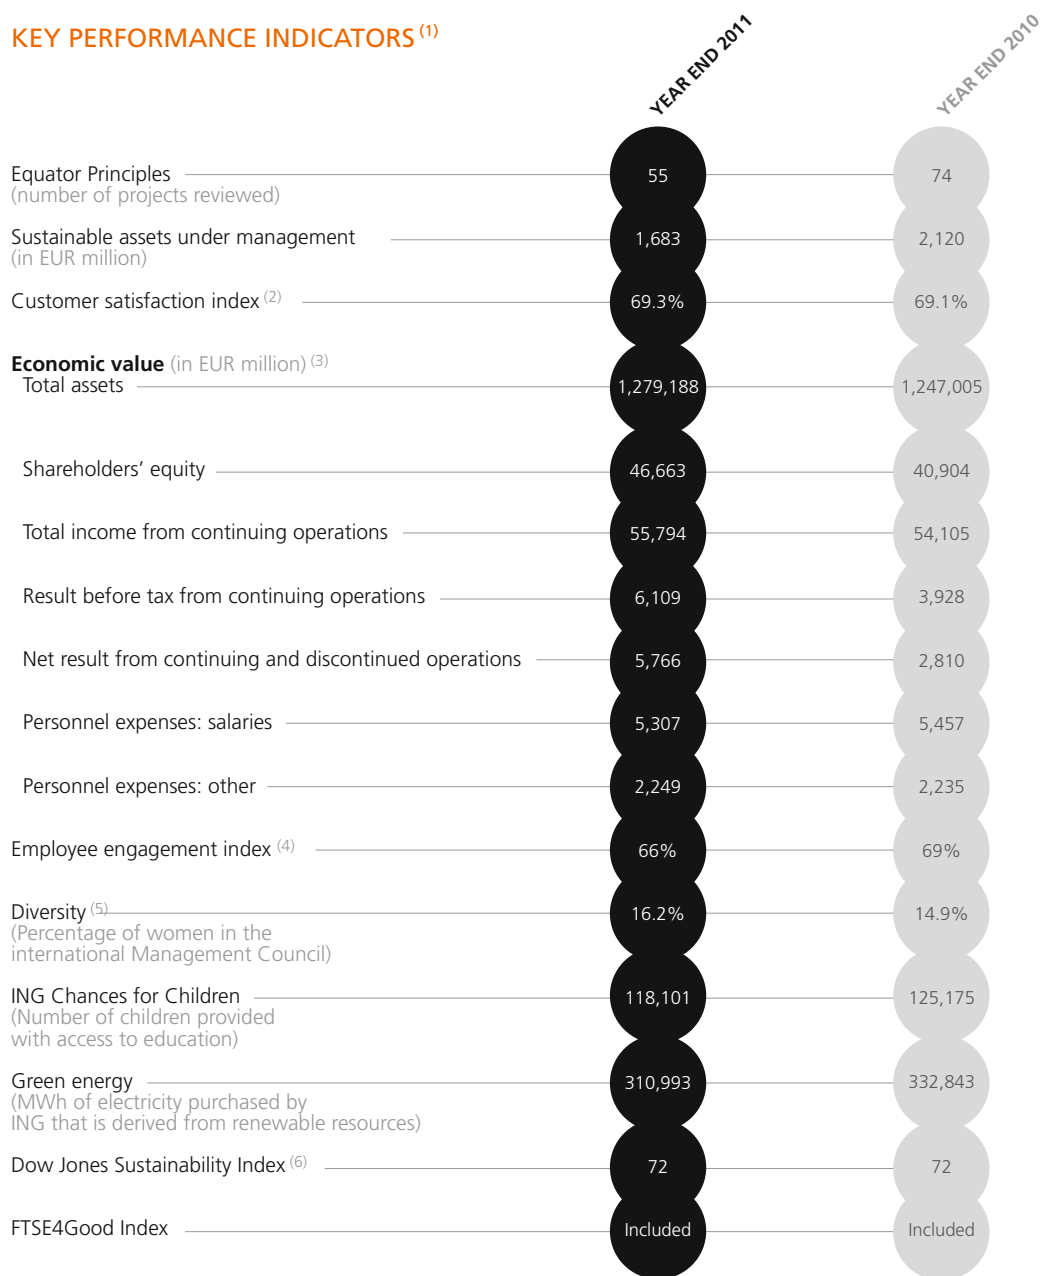 KEY PERFORMANCE INDICATORS (1)
YEAR END 2011
YEAR END 2010
Equator Principles 55 74
(number of projects reviewed)
Sustainable assets under management 1,683 2,120
(in EUR million)
Customer satisfaction index (2) 69.3% 69.1%
Economic value (in EUR million) (3)
Total assets 1,279,188 1,247,005
Shareholders’ equity 46,663 40,904
Total income from continuing operations 55,794 54,105
Result before tax from continuing operations 6,109 3,928
Net result from continuing and discontinued operations 5,766 2,810
Personnel expenses: salaries 5,307 5,457
Personnel expenses: other 2,249 2,235
Employee engagement index (4) 66% 69%
Diversity (5) 16.2% 14.9%
(Percentage of women in the
international Management Council)
ING Chances for Children 118,101 125,175
(Number of children provided
with access to education)
Green energy 310,993 332,843
(MWh of electricity purchased by
ING that is derived from renewable resources)
Dow Jones Sustainability Index (6) 72 72
FTSE4Good Index Included Included